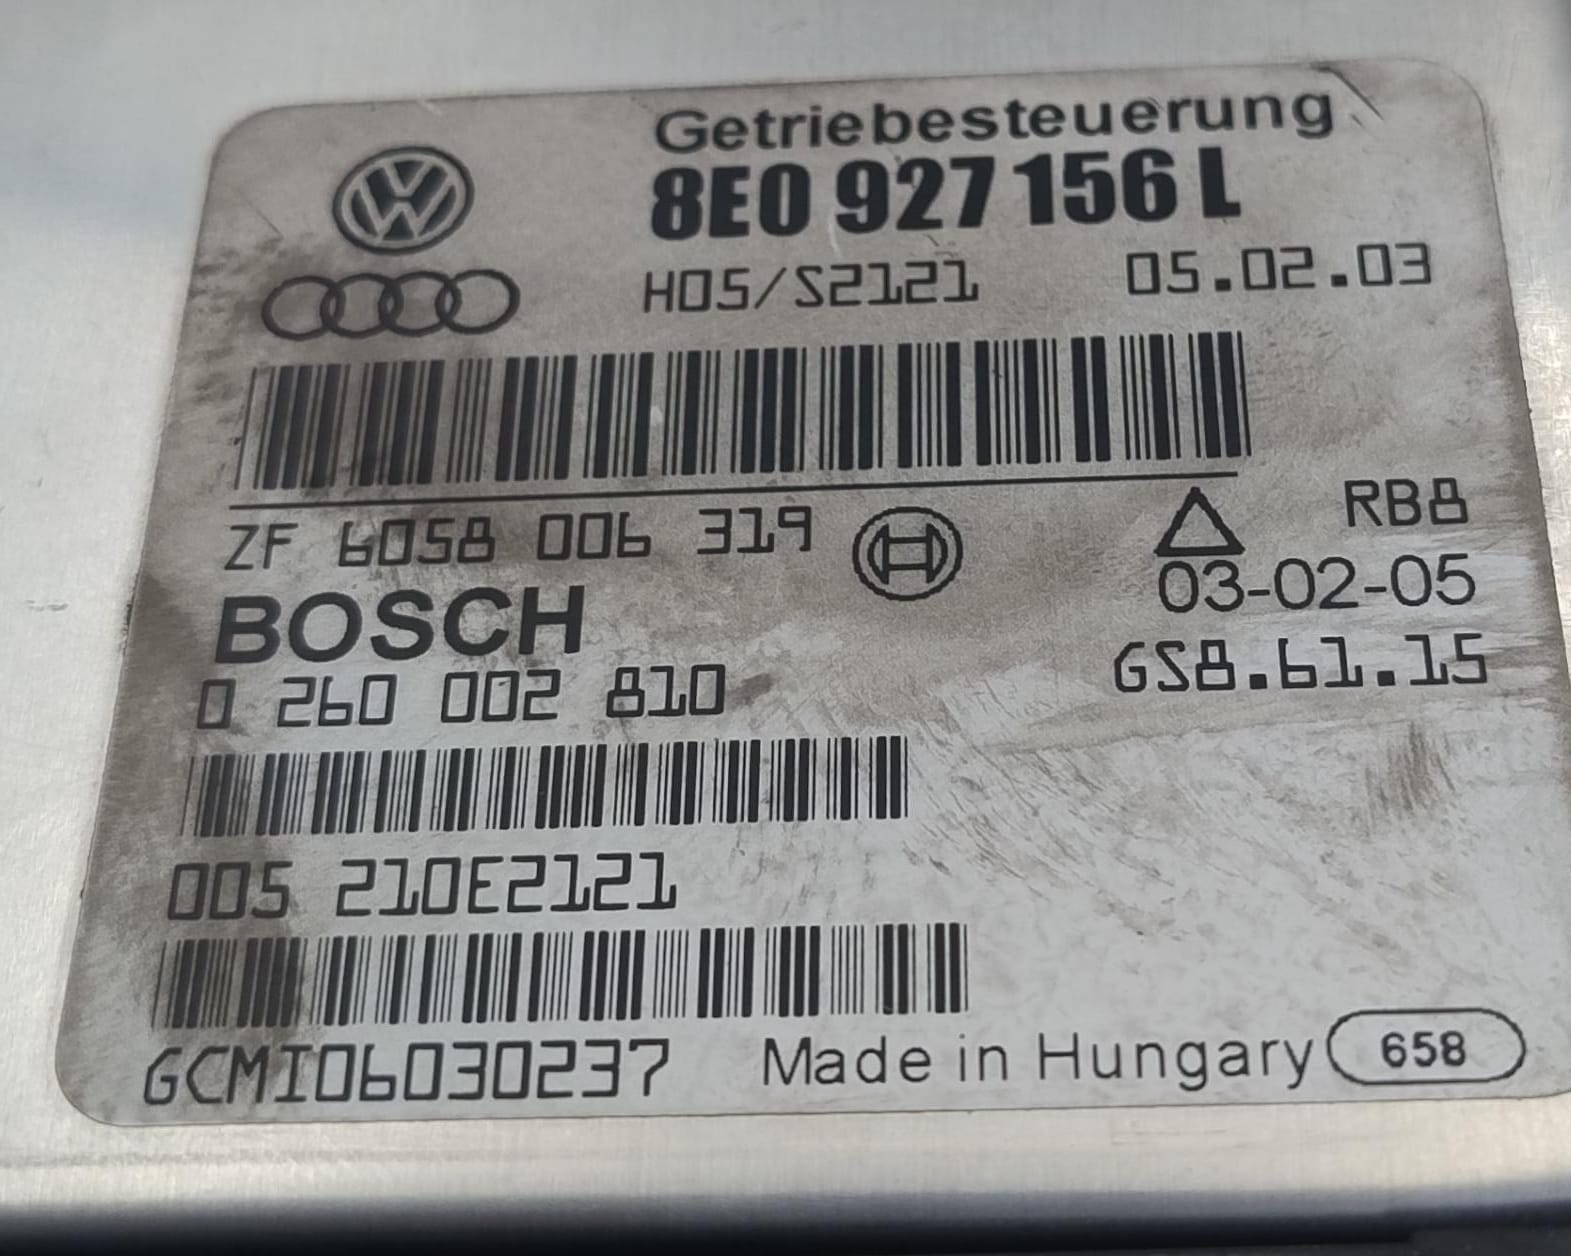 Getriebesteuerung
8E0 927 156 L
H05/S2121 05.02.03
ZF 6058 006 319 RB8
BOSCH 03-02-05
0 260 002 810 GS8.61.15
005 210E2121
GCMI06030237 Made in Hungary 658